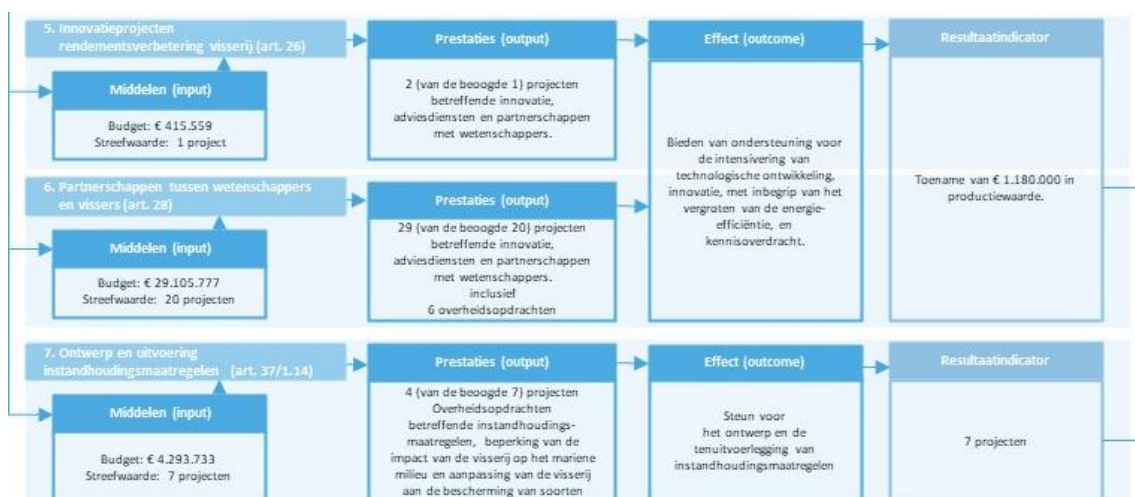 5. Innovatieprojecten
rendementsverbetering visserij (art. 26)
Middelen (input)
Budget: € 415.559
Streefwaarde: 1 project
Prestaties (output)
2 (van de beoogde 1) projecten
betreffende innovatie,
adviesdiensten en partnerschappen
met wetenschappers.
Effect (outcome)
Bieden van ondersteuning voor
de intensivering van
technologische ontwikkeling,
innovatie, met inbegrip van het
vergroten van de energie-
efficiëntie, en
kennisoverdracht.
Resultaatindicator
Toename van € 1.180.000 in
productiewaarde.
6. Partnerschappen tussen wetenschappers
en vissers (art. 28)
Middelen (input)
Budget: € 29.105.777
Streefwaarde: 20 projecten
Prestaties (output)
29 (van de beoogde 20) projecten
betreffende innovatie,
adviesdiensten en partnerschappen
met wetenschappers.
inclusief
6 overheidsopdrachten
7. Ontwerp en uitvoering
instandhoudingsmaatregelen (art. 37/1.14)
Middelen (input)
Budget: € 4.293.733
Streefwaarde: 7 projecten
Prestaties (output)
4 (van de beoogde 7) projecten
Overheidsopdrachten
betreffende instandhoudings-
maatregelen, beperking van de
impact van de visserij op het mariene
milieu en aanpassing van de visserij
aan de bescherming van soorten
Effect (outcome)
Steun voor
het ontwerp en de
tenuitvoerlegging van
instandhoudingsmaatregelen
Resultaatindicator
7 projecten